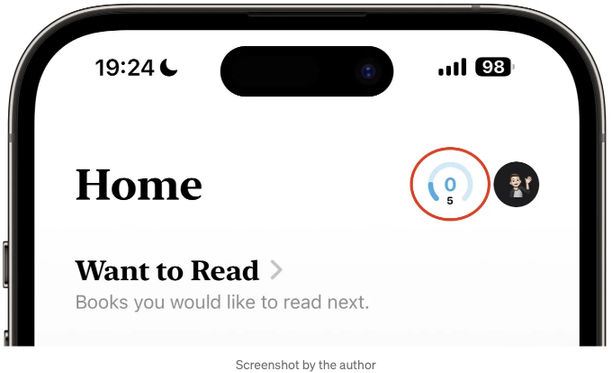 19:24
98
Home
0
5
Want to Read
Books you would like to read next.
Screenshot by the author